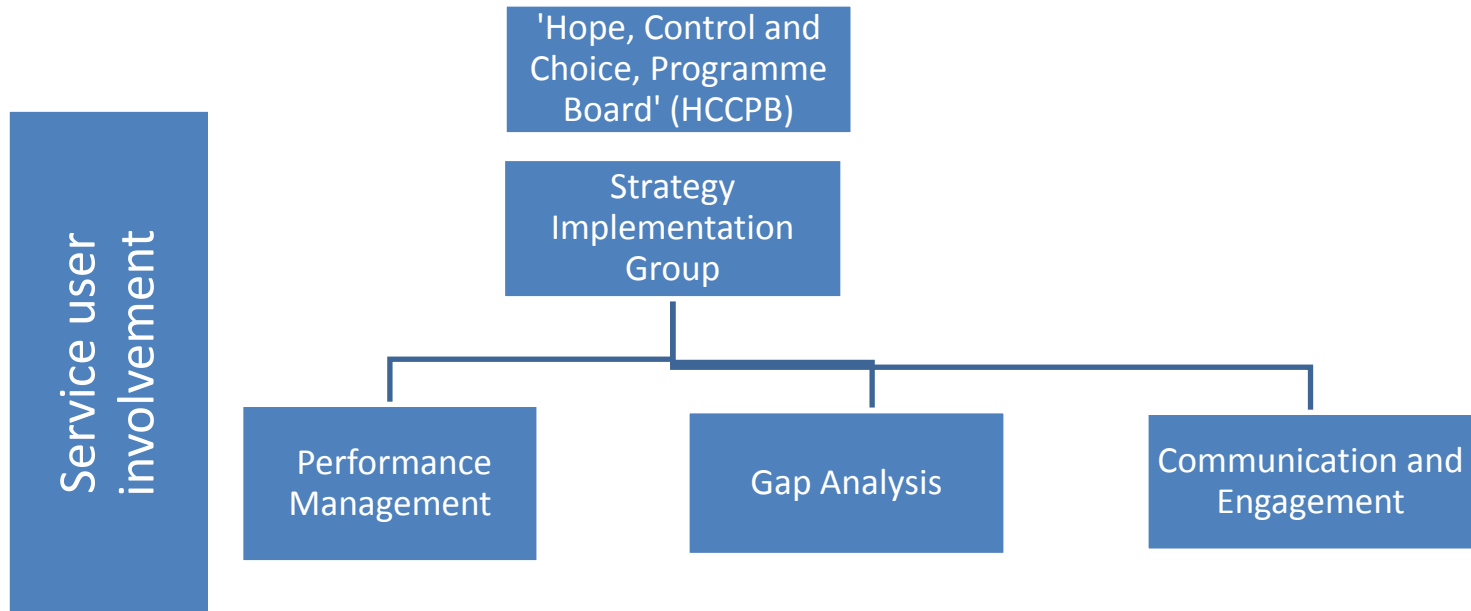 'Hope, Control and
Choice, Programme
Board' (HCCPB)
Strategy
Implementation
Group
Service user
involvement
Performance
Management
Gap Analysis
Communication and
Engagement